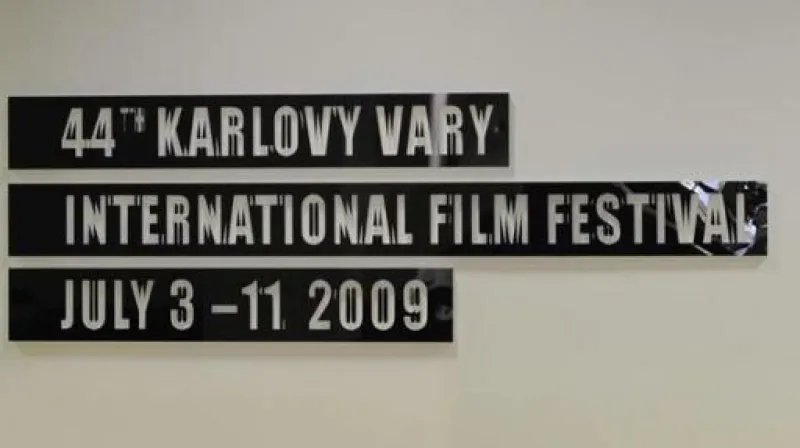 44TH KARLOVY VARY
INTERNATIONAL FILM FESTIVAL
JULY 3 –11 2009